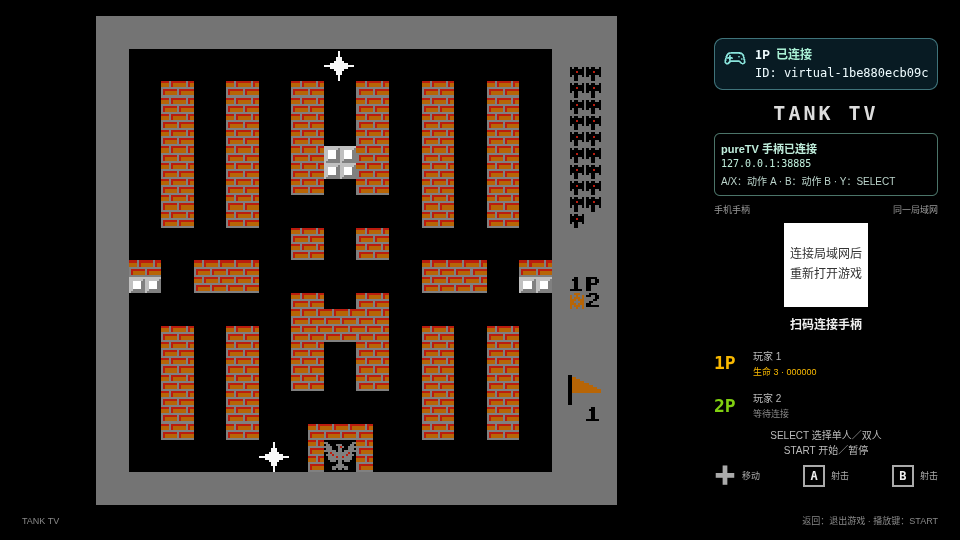 1P 已连接
ID: virtual-1be880ecb09c
TANK TV
pureTV 手柄已连接
127.0.0.1:38885
A/X：动作 A · B：动作 B · Y：SELECT
手机手柄
同一局域网
连接局域网后
重新打开游戏
扫码连接手柄
1P
2
1
1P
玩家 1
生命 3 · 000000
2P
玩家 2
等待连接
SELECT 选择单人／双人
START 开始／暂停
移动
A
射击
B
射击
TANK TV
返回：退出游戏 · 播放键：START